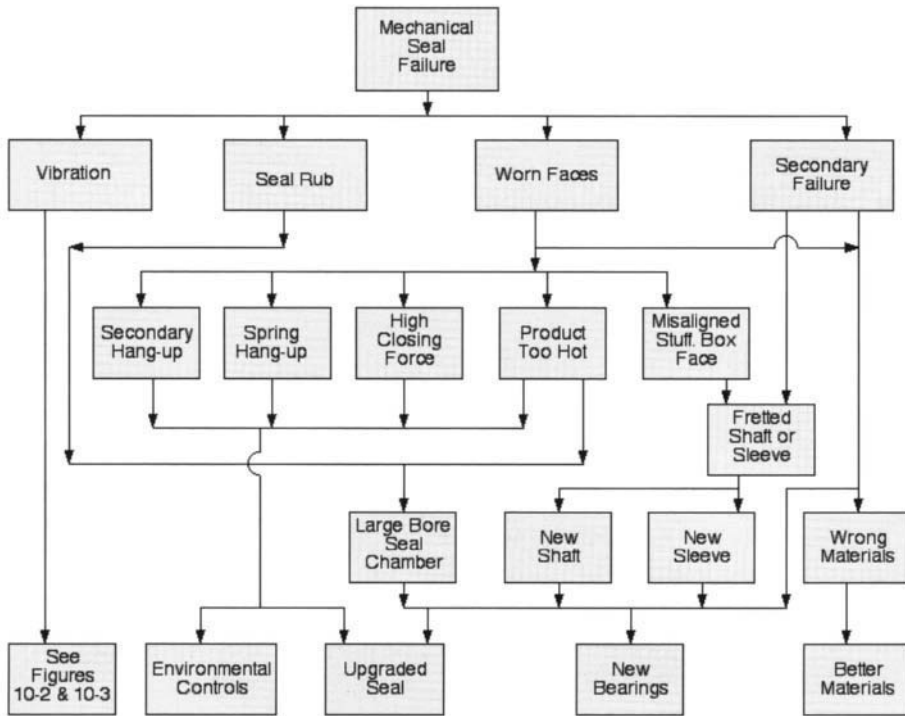 Mechanical
Seal
Failure
Vibration
Seal Rub
Worn Faces
Secondary
Failure
Secondary
Hang-up
Spring
Hang-up
High
Closing
Force
Product
Too Hot
Misaligned
Stuff. Box
Face
Fretted
Shaft or
Sleeve
Large Bore
Seal
Chamber
New
Shaft
New
Sleeve
Wrong
Materials
See
Figures
10-2 & 10-3
Environmental
Controls
Upgraded
Seal
New
Bearings
Better
Materials